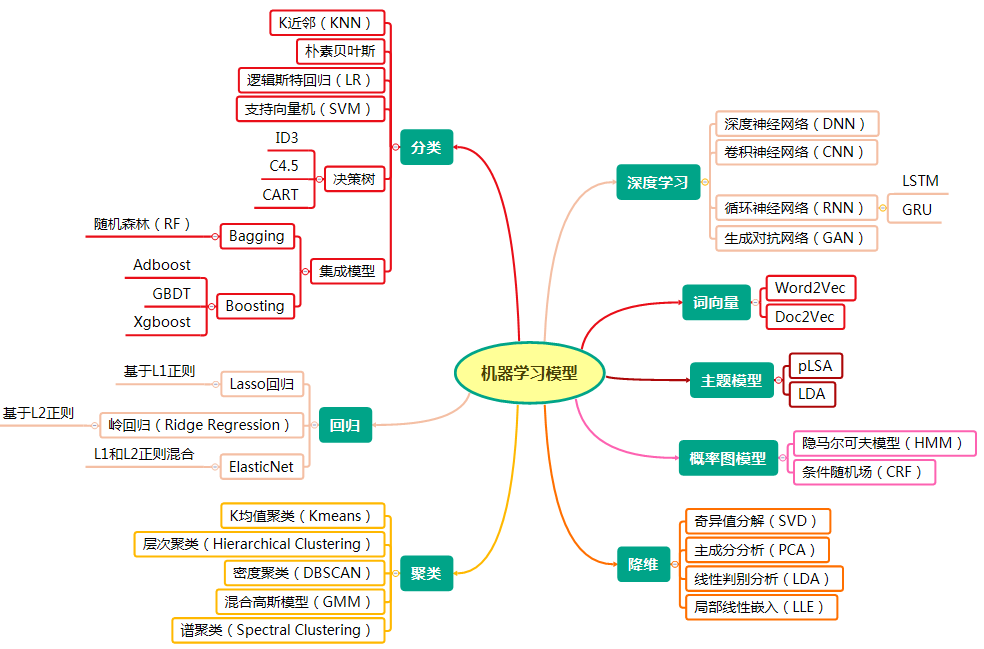 机器学习模型
分类
K近邻（KNN）
朴素贝叶斯
逻辑斯特回归（LR）
支持向量机（SVM）
决策树
ID3
C4.5
CART
集成模型
Bagging
随机森林（RF）
Boosting
Adboost
GBDT
Xgboost
回归
Lasso回归
基于L1正则
岭回归（Ridge Regression）
基于L2正则
ElasticNet
L1和L2正则混合
聚类
K均值聚类（Kmeans）
层次聚类（Hierarchical Clustering）
密度聚类（DBSCAN）
混合高斯模型（GMM）
谱聚类（Spectral Clustering）
深度学习
深度神经网络（DNN）
卷积神经网络（CNN）
循环神经网络（RNN）
LSTM
GRU
生成对抗网络（GAN）
词向量
Word2Vec
Doc2Vec
主题模型
pLSA
LDA
概率图模型
隐马尔可夫模型（HMM）
条件随机场（CRF）
降维
奇异值分解（SVD）
主成分分析（PCA）
线性判别分析（LDA）
局部线性嵌入（LLE）